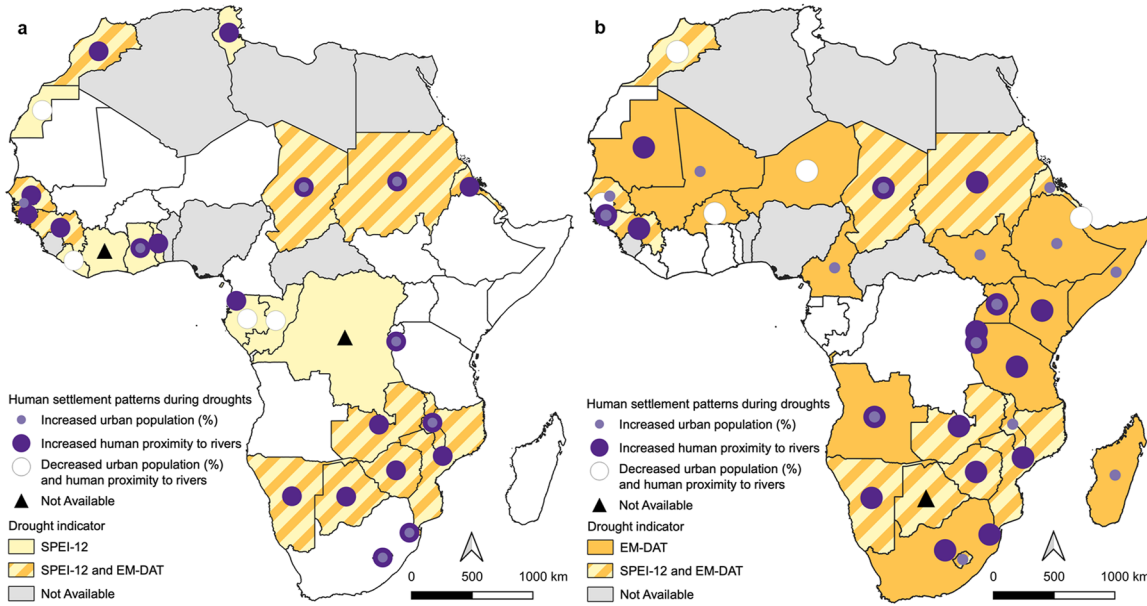 a
Human settlement patterns during droughts
Increased urban population (%)
Increased human proximity to rivers
Decreased urban population (%)
and human proximity to rivers
Not Available
Drought indicator
SPEI-12
SPEI-12 and EM-DAT
Not Available
0 500 1000 km
b
Human settlement patterns during droughts
Increased urban population (%)
Increased human proximity to rivers
Decreased urban population (%)
and human proximity to rivers
Not Available
Drought indicator
EM-DAT
SPEI-12 and EM-DAT
Not Available
0 500 1000 km